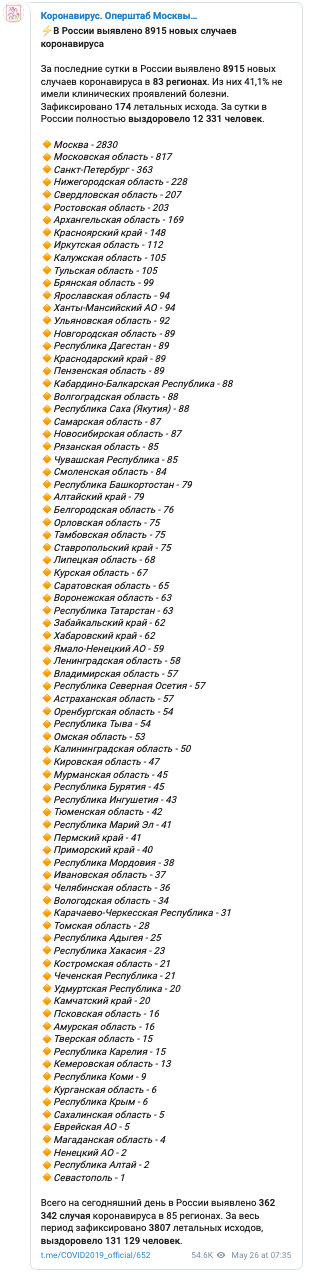 Коронавирус. Оперштаб Москвы...
⚡В России выявлено 8915 новых случаев
коронавируса
За последние сутки в России выявлено 8915 новых
случаев коронавируса в 83 регионах. Из них 41,1% не
имели клинических проявлений болезни.
Зафиксировано 174 летальных исхода. За сутки в
России полностью выздоровело 12 331 человек.
🔸Москва - 2830
🔸Московская область - 817
🔸Санкт-Петербург - 363
🔸Нижегородская область - 228
🔸Свердловская область - 207
🔸Ростовская область - 203
🔸Архангельская область - 169
🔸Красноярский край - 148
🔸Иркутская область - 112
🔸Калужская область - 105
🔸Тульская область - 105
🔸Брянская область - 99
🔸Ярославская область - 94
🔸Ханты-Мансийский АО - 94
🔸Ульяновская область - 92
🔸Новгородская область - 89
🔸Республика Дагестан - 89
🔸Краснодарский край - 89
🔸Пензенская область - 89
🔸Кабардино-Балкарская Республика - 88
🔸Волгоградская область - 88
🔸Республика Саха (Якутия) - 88
🔸Самарская область - 87
🔸Новосибирская область - 87
🔸Рязанская область - 85
🔸Чувашская Республика - 85
🔸Смоленская область - 84
🔸Республика Башкортостан - 79
🔸Алтайский край - 79
🔸Белгородская область - 76
🔸Орловская область - 75
🔸Тамбовская область - 75
🔸Ставропольский край - 75
🔸Липецкая область - 68
🔸Курская область - 67
🔸Саратовская область - 65
🔸Воронежская область - 63
🔸Республика Татарстан - 63
🔸Забайкальский край - 62
🔸Хабаровский край - 62
🔸Ямало-Ненецкий АО - 59
🔸Ленинградская область - 58
🔸Владимирская область - 57
🔸Республика Северная Осетия - 57
🔸Астраханская область - 57
🔸Оренбургская область - 54
🔸Республика Тыва - 54
🔸Омская область - 53
🔸Калининградская область - 50
🔸Кировская область - 47
🔸Мурманская область - 45
🔸Республика Бурятия - 45
🔸Республика Ингушетия - 43
🔸Тюменская область - 42
🔸Республика Марий Эл - 41
🔸Пермский край - 41
🔸Приморский край - 40
🔸Республика Мордовия - 38
🔸Ивановская область - 37
🔸Челябинская область - 36
🔸Вологодская область - 34
🔸Карачаево-Черкесская Республика - 31
🔸Томская область - 28
🔸Республика Адыгея - 25
🔸Республика Хакасия - 23
🔸Костромская область - 21
🔸Чеченская Республика - 21
🔸Удмуртская Республика - 20
🔸Камчатский край - 20
🔸Псковская область - 16
🔸Амурская область - 16
🔸Тверская область - 15
🔸Республика Карелия - 15
🔸Кемеровская область - 13
🔸Республика Коми - 9
🔸Курганская область - 6
🔸Республика Крым - 6
🔸Сахалинская область - 5
🔸Еврейская АО - 5
🔸Магаданская область - 4
🔸Ненецкий АО - 2
🔸Республика Алтай - 2
🔸Севастополь - 1
Всего на сегодняшний день в России выявлено 362
342 случая коронавируса в 85 регионах. За весь
период зафиксировано 3807 летальных исходов,
выздоровело 131 129 человек.
t.me/COVID2019_official/652 54.6K May 26 at 07:35